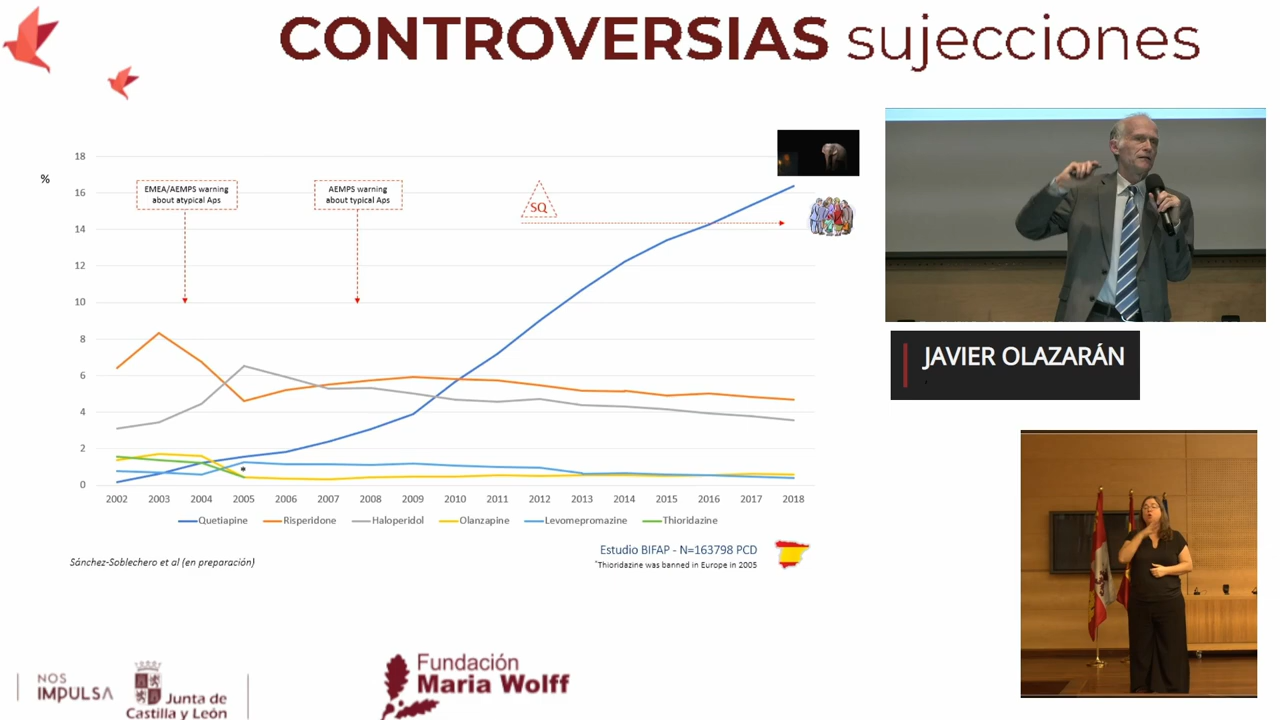 CONTROVERSIAS sujecciones
%
18
16
14
12
10
8
6
4
2
0
EMEA/AEMPS warning
about atypical Aps
AEMPS warning
about typical Aps
SQ
*
2002 2003 2004 2005 2006 2007 2008 2009 2010 2011 2012 2013 2014 2015 2016 2017 2018
Quetiapine Risperidone Haloperidol Olanzapine Levomepromazine Thioridazine
Sánchez-Soblechero et al (en preparación)
Estudio BIFAP - N=163798 PCD
*Thioridazine was banned in Europe in 2005
JAVIER OLAZARÁN
NOS
IMPULSA
Junta de
Castilla y León
Fundación
Maria Wolff